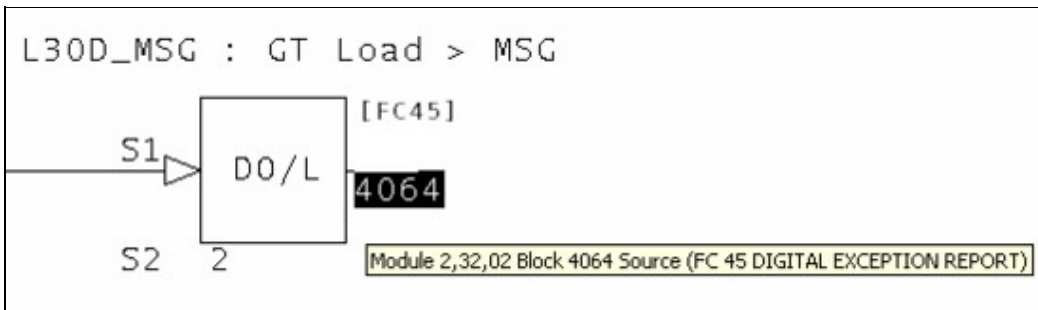 L30D_MSG : GT Load > MSG
[FC45]
S1
DO/L
4064
S2 2
Module 2,32,02 Block 4064 Source (FC 45 DIGITAL EXCEPTION REPORT)